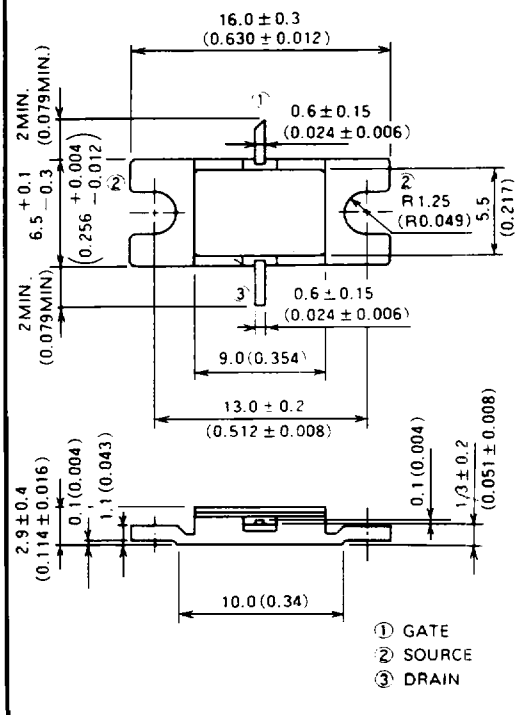 16.0 ± 0.3
(0.630 ± 0.012)
2MIN.
(0.079MIN.)
①
0.6 ± 0.15
(0.024 ± 0.006)
6.5 +0.1 −0.3
(0.256 +0.004 −0.012)
②
②
R1.25
(R0.049)
5.5
(0.217)
2MIN.
(0.079MIN)
③
0.6 ± 0.15
(0.024 ± 0.006)
9.0 (0.354)
13.0 ± 0.2
(0.512 ± 0.008)
2.9 ± 0.4
(0.114 ± 0.016)
0.1 (0.004)
1.1 (0.043)
0.1 (0.004)
1/3 ± 0.2
(0.051 ± 0.008)
10.0 (0.34)
① GATE
② SOURCE
③ DRAIN